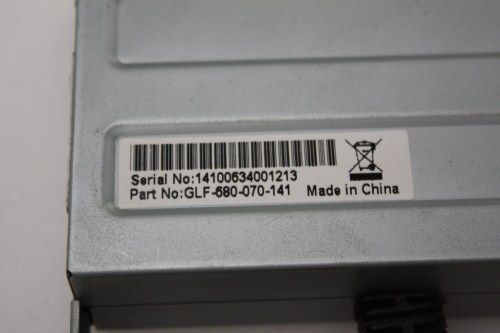 Serial No:14100634001213
Part No:GLF-680-070-141 Made in China